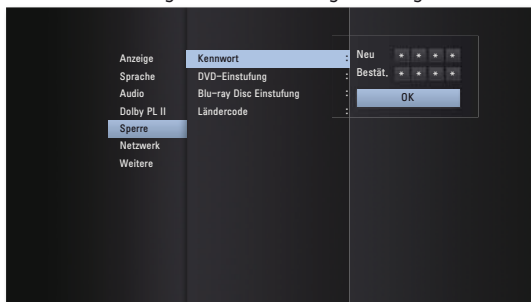 Anzeige
Sprache
Audio
Dolby PL II
Sperre
Netzwerk
Weitere
Kennwort :
DVD-Einstufung :
Blu-ray Disc Einstufung :
Ländercode :
Neu * * * *
Bestät. * * * *
OK